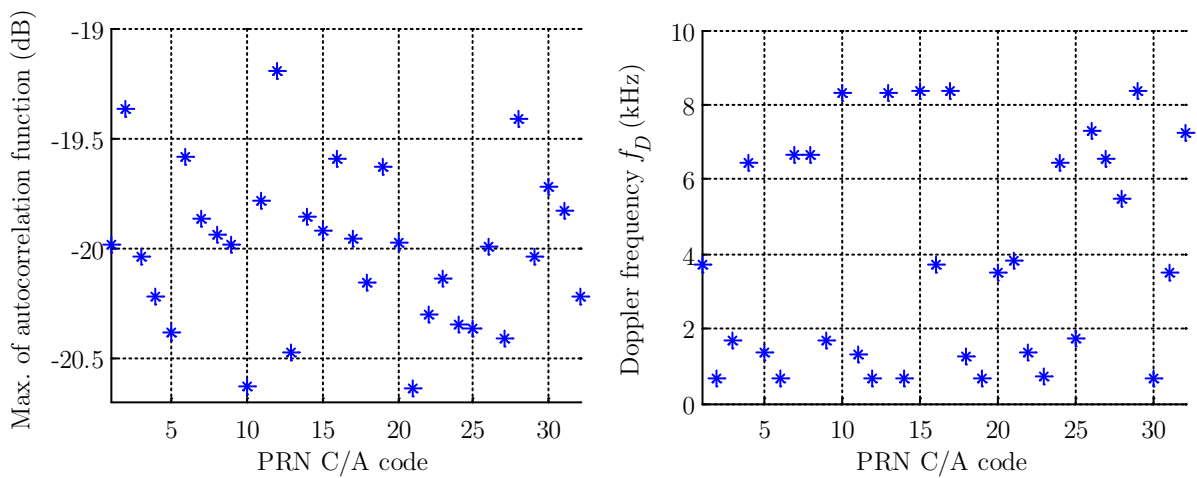 Max. of autocorrelation function (dB)
-19
-19.5
-20
-20.5
5 10 15 20 25 30
PRN C/A code
Doppler frequency f_D (kHz)
10
8
6
4
2
0
5 10 15 20 25 30
PRN C/A code